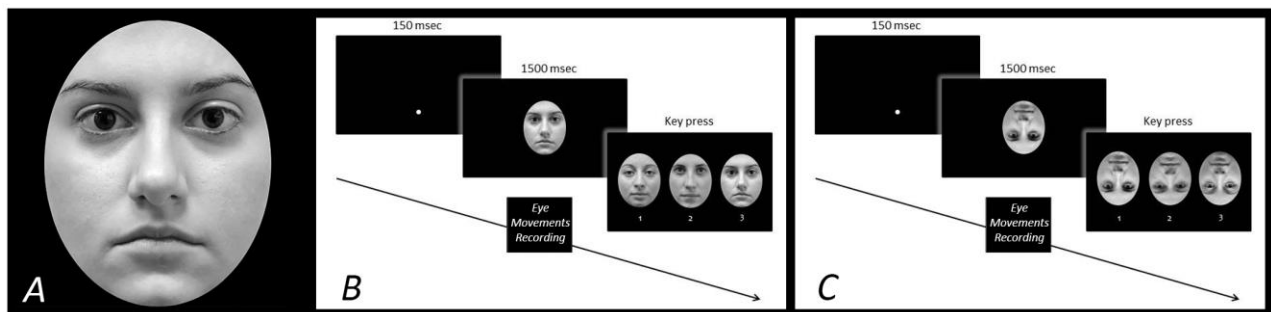 A
B
150 msec
1500 msec
Key press
1 2 3
Eye
Movements
Recording
C
150 msec
1500 msec
Key press
1 2 3
Eye
Movements
Recording